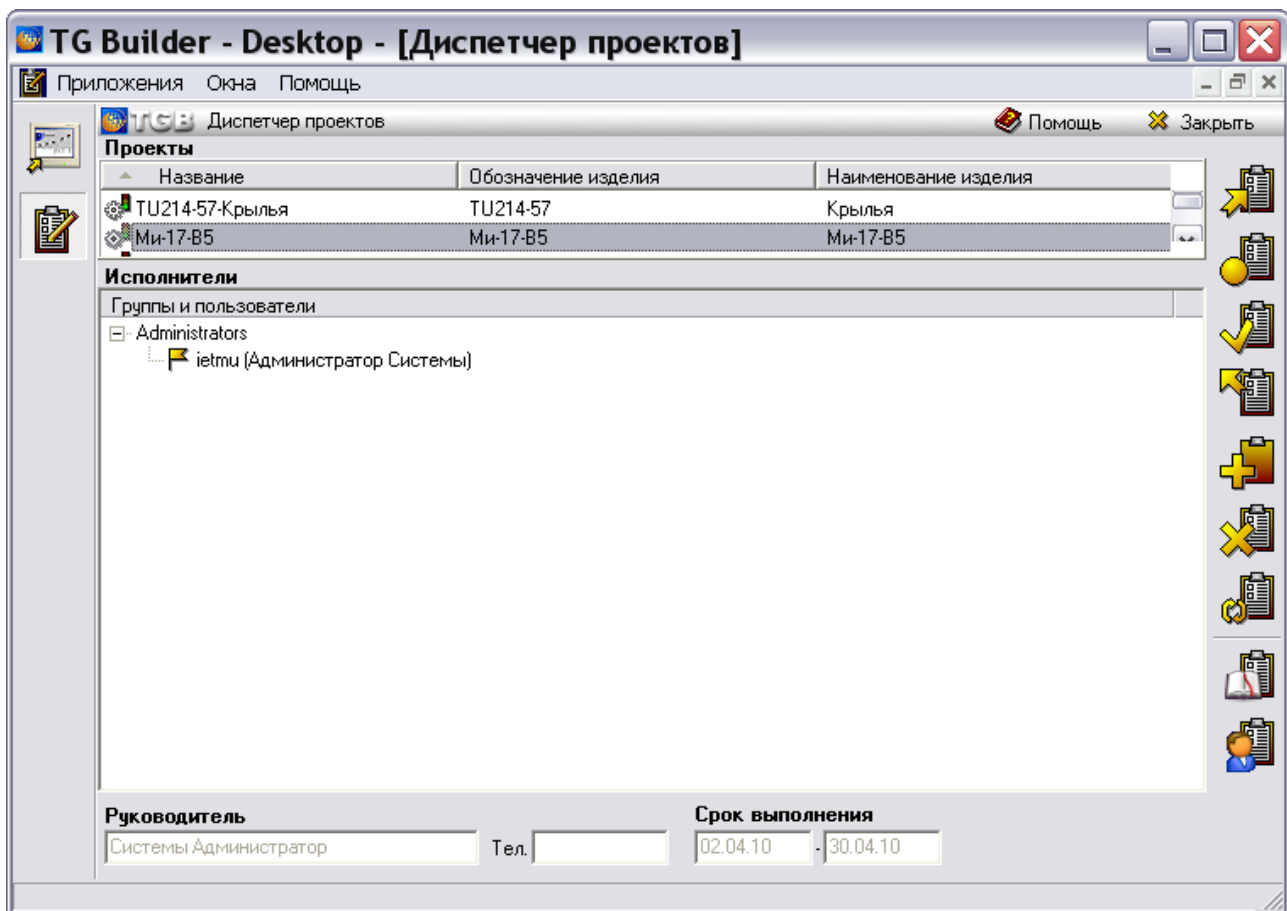 TG Builder - Desktop - [Диспетчер проектов]
Приложения Окна Помощь
TGB Диспетчер проектов Помощь Закрыть
Проекты
Название Обозначение изделия Наименование изделия
TU214-57-Крылья TU214-57 Крылья
Ми-17-В5 Ми-17-В5 Ми-17-В5
Исполнители
Группы и пользователи
Administrators
ietmu (Администратор Системы)
Руководитель Срок выполнения
Системы Администратор Тел. 02.04.10 - 30.04.10